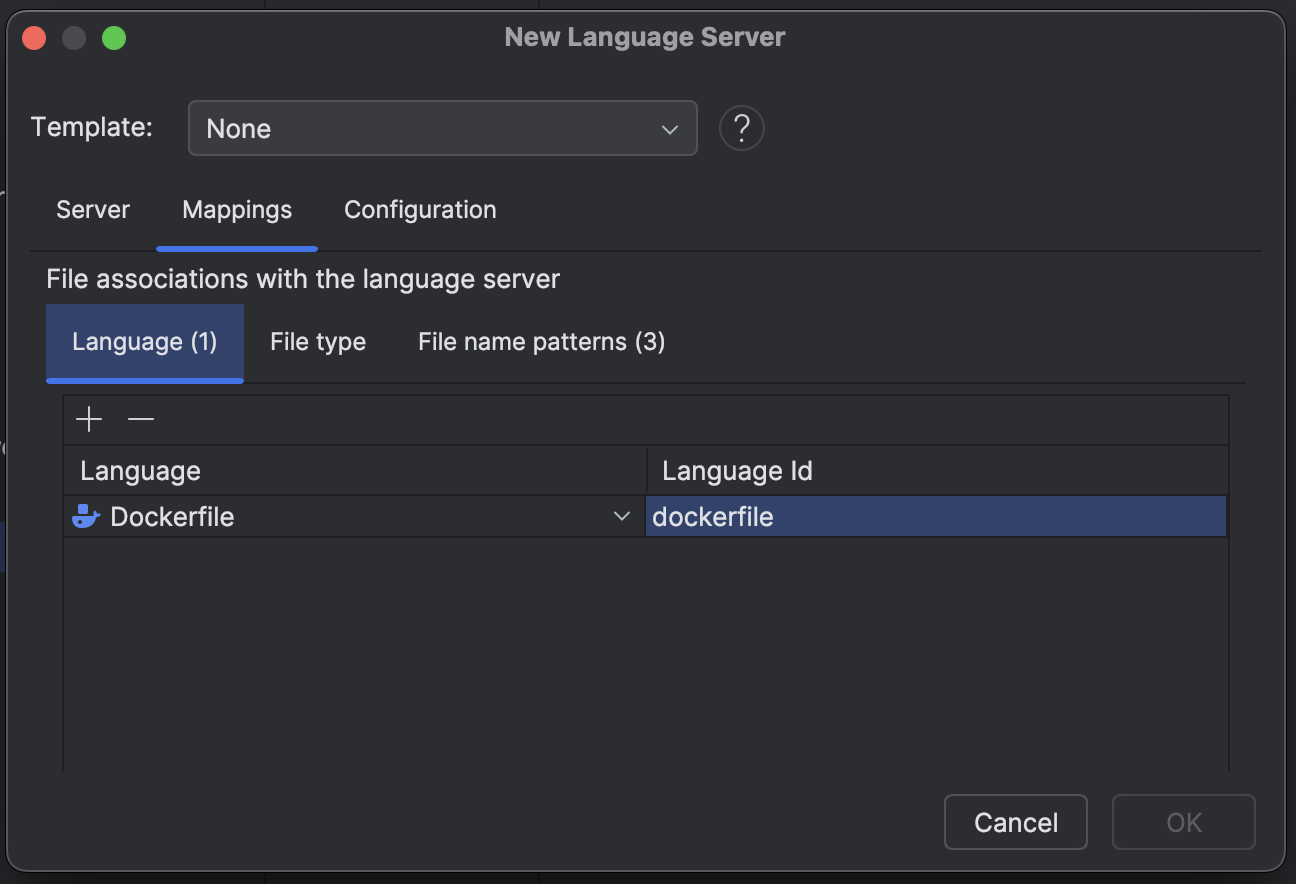 New Language Server
Template: None ?
Server Mappings Configuration
File associations with the language server
Language (1) File type File name patterns (3)
Language Language Id
Dockerfile dockerfile
Cancel OK